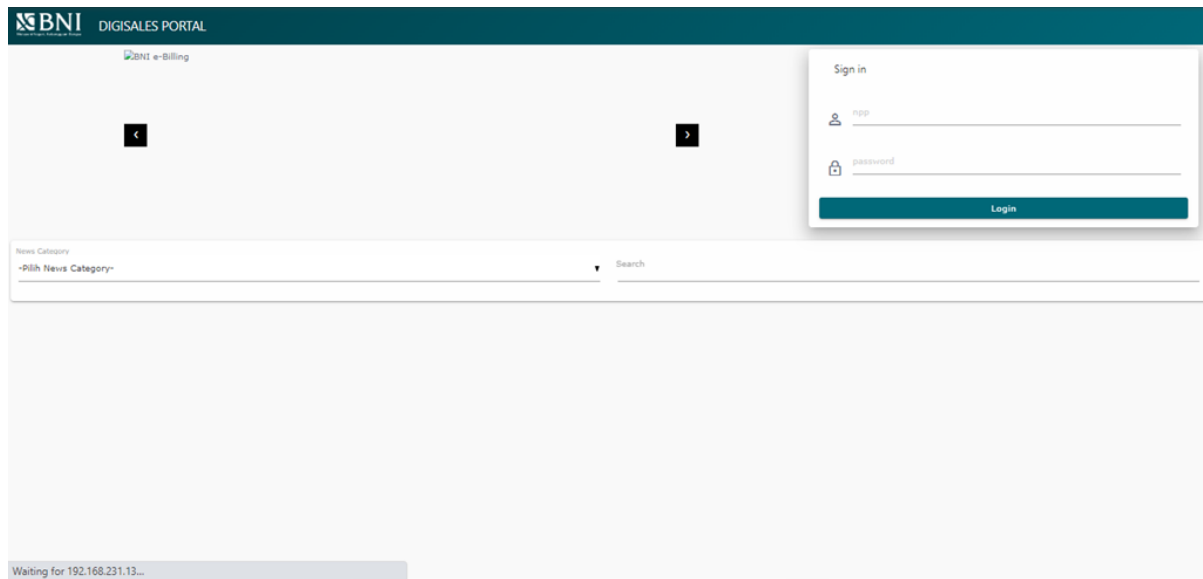 BNI DIGISALES PORTAL
BNI e-Billing
Sign in
npp
password
Login
News Category
-Pilih News Category-
Search
Waiting for 192.168.231.13...